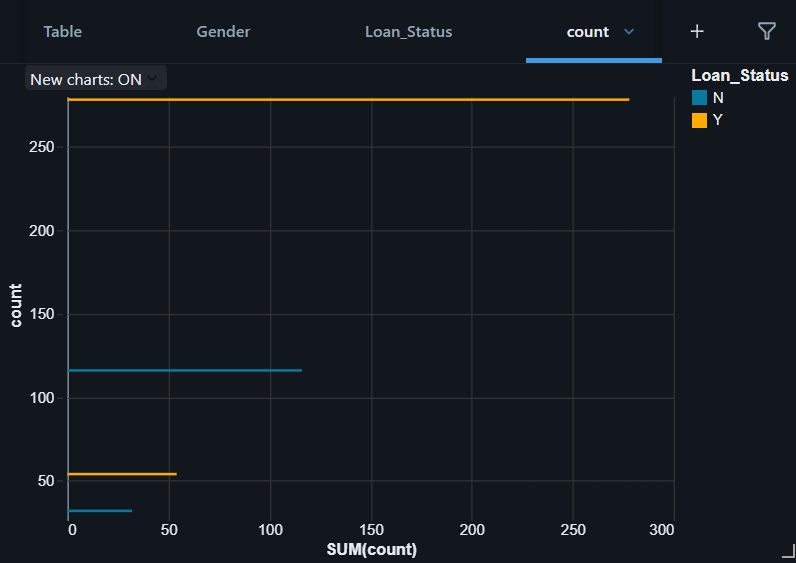 Table Gender Loan_Status count +
New charts: ON
Loan_Status
N
Y
count
250
200
150
100
50
0 50 100 150 200 250 300
SUM(count)